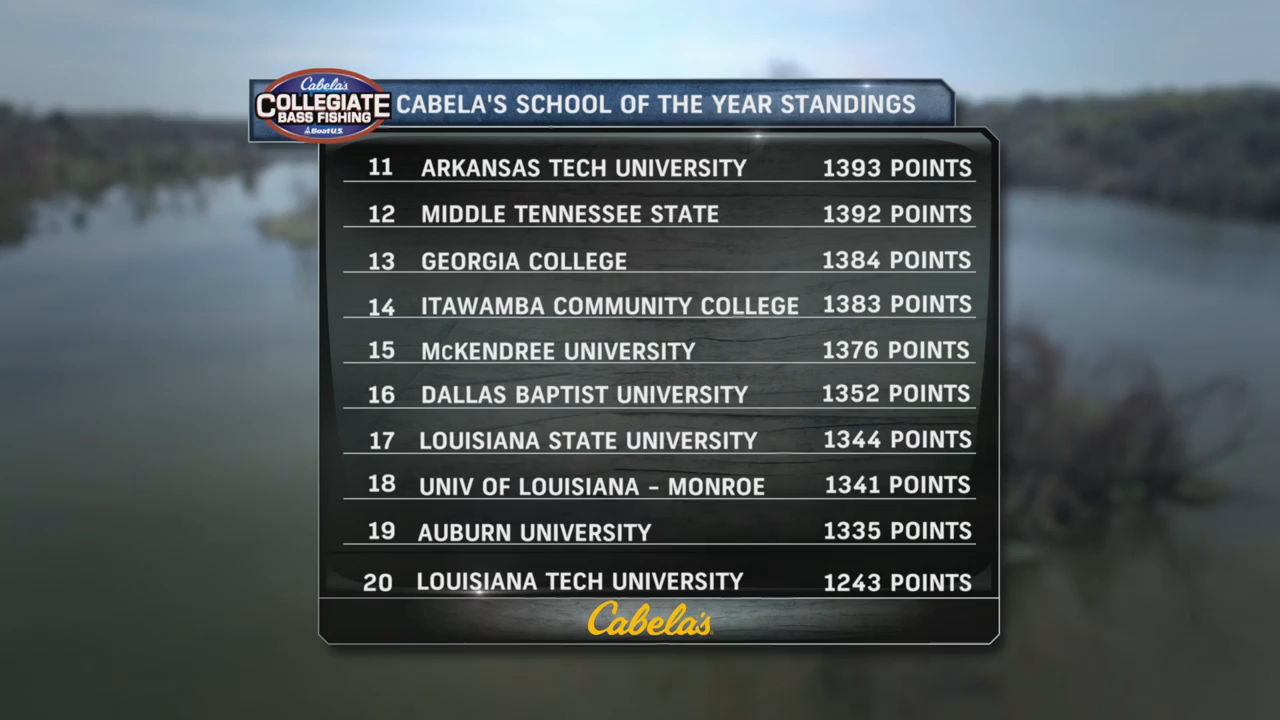 Cabela's
COLLEGIATE
BASS FISHING
BoatU.S.
CABELA'S SCHOOL OF THE YEAR STANDINGS
11 ARKANSAS TECH UNIVERSITY 1393 POINTS
12 MIDDLE TENNESSEE STATE 1392 POINTS
13 GEORGIA COLLEGE 1384 POINTS
14 ITAWAMBA COMMUNITY COLLEGE 1383 POINTS
15 McKENDREE UNIVERSITY 1376 POINTS
16 DALLAS BAPTIST UNIVERSITY 1352 POINTS
17 LOUISIANA STATE UNIVERSITY 1344 POINTS
18 UNIV OF LOUISIANA - MONROE 1341 POINTS
19 AUBURN UNIVERSITY 1335 POINTS
20 LOUISIANA TECH UNIVERSITY 1243 POINTS
Cabela's